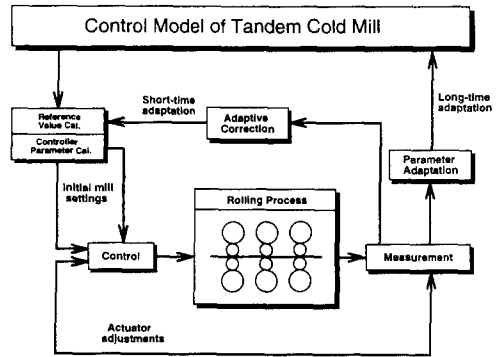 Control Model of Tandem Cold Mill
Short-time
adaptation
Long-time
adaptation
Reference
Value Cal.
Controller
Parameter Cal.
Adaptive
Correction
Parameter
Adaptation
Initial mill
settings
Rolling Process
Control
Measurement
Actuator
adjustments